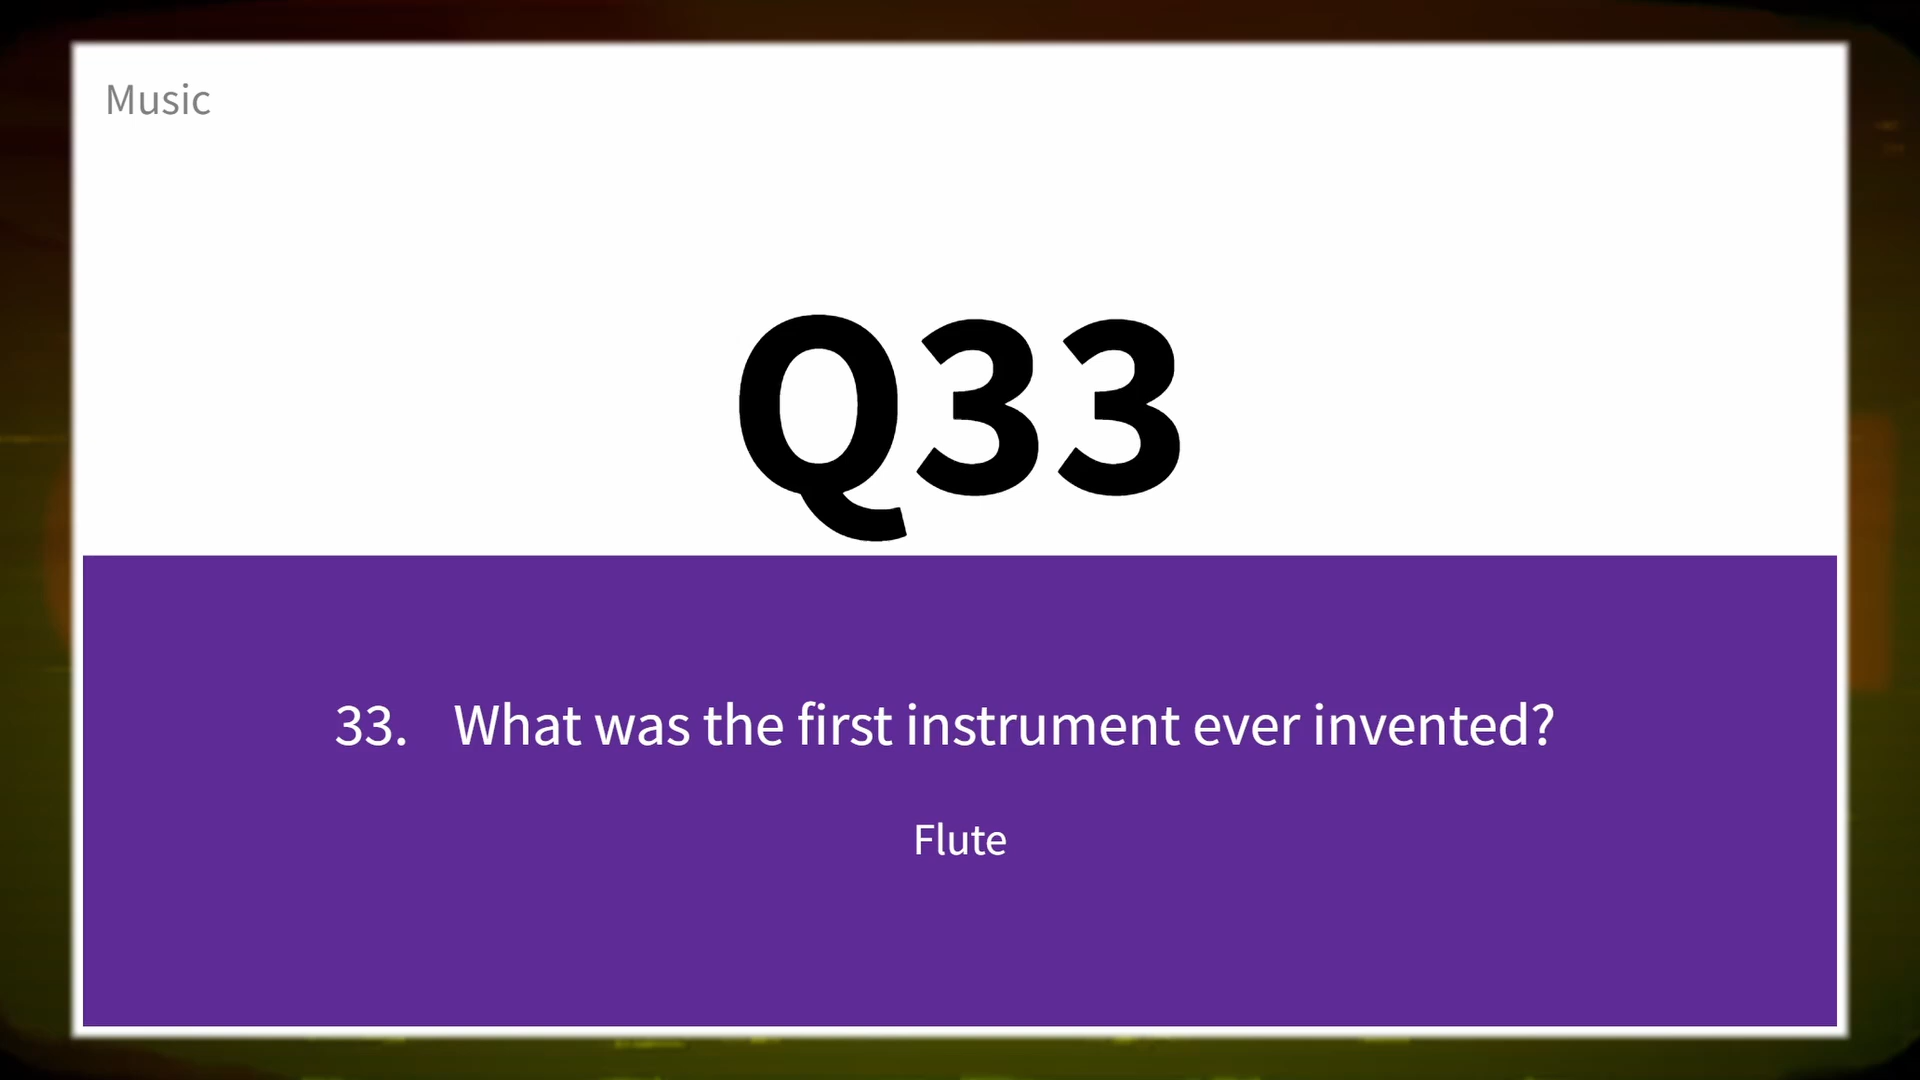 Music
Q33
33. What was the first instrument ever invented?
Flute